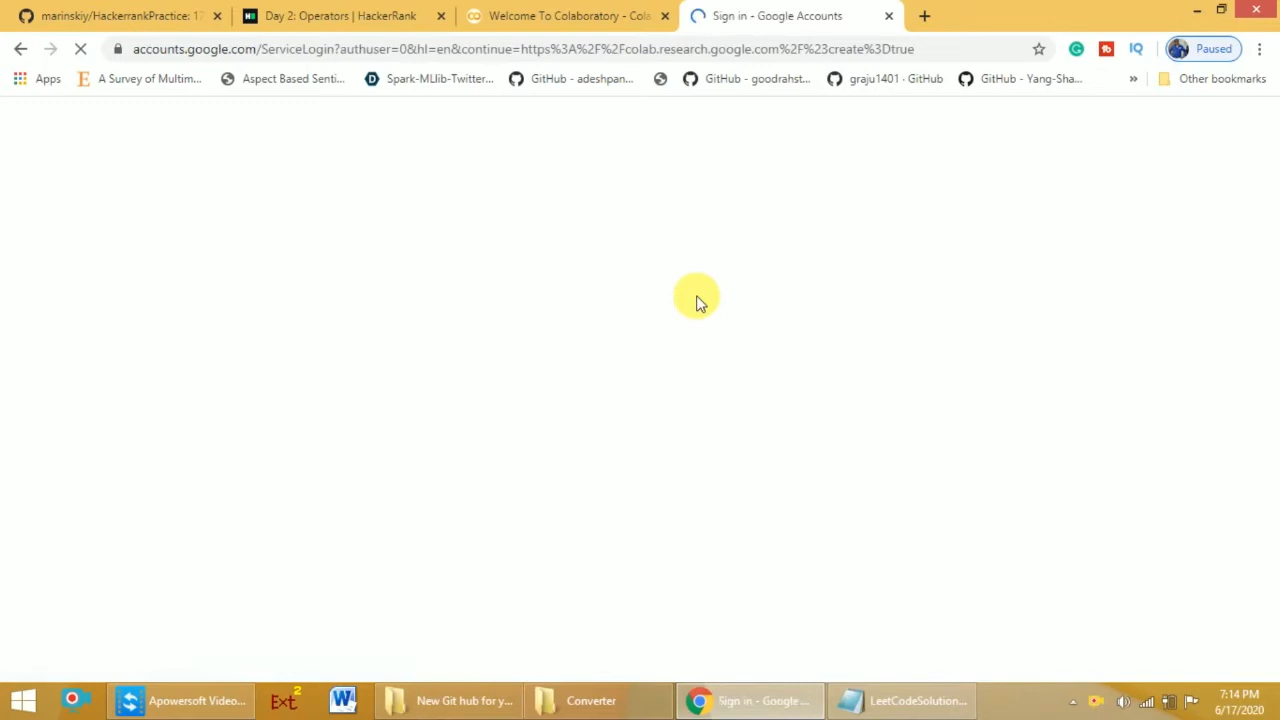 marinskiy/HackerrankPractice: 17
Day 2: Operators | HackerRank
Welcome To Colaboratory - Cola
Sign in - Google Accounts
accounts.google.com/ServiceLogin?authuser=0&hl=en&continue=https%3A%2F%2Fcolab.research.google.com%2F%23create%3Dtrue
IQ
Paused
Apps
A Survey of Multim...
Aspect Based Senti...
Spark-MLlib-Twitter...
GitHub - adeshpan...
GitHub - goodrahst...
graju1401 · GitHub
GitHub - Yang-Sha...
»
Other bookmarks
Apowersoft Video...
Ext2
W
New Git hub for y...
Converter
Sign in - Google ...
LeetCodeSolution...
7:14 PM
6/17/2020